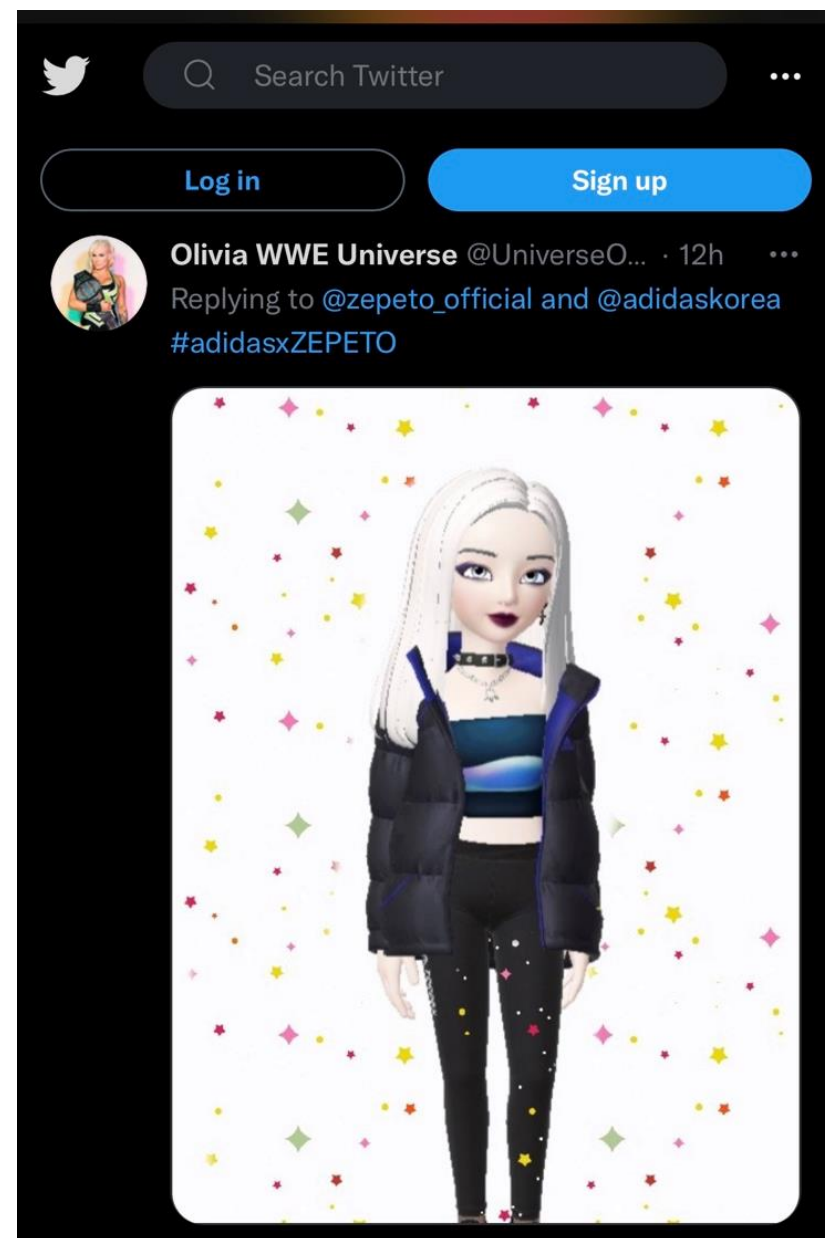 Search Twitter
Log in
Sign up
Olivia WWE Universe @UniverseO... · 12h
Replying to @zepeto_official and @adidaskorea
#adidasxZEPETO